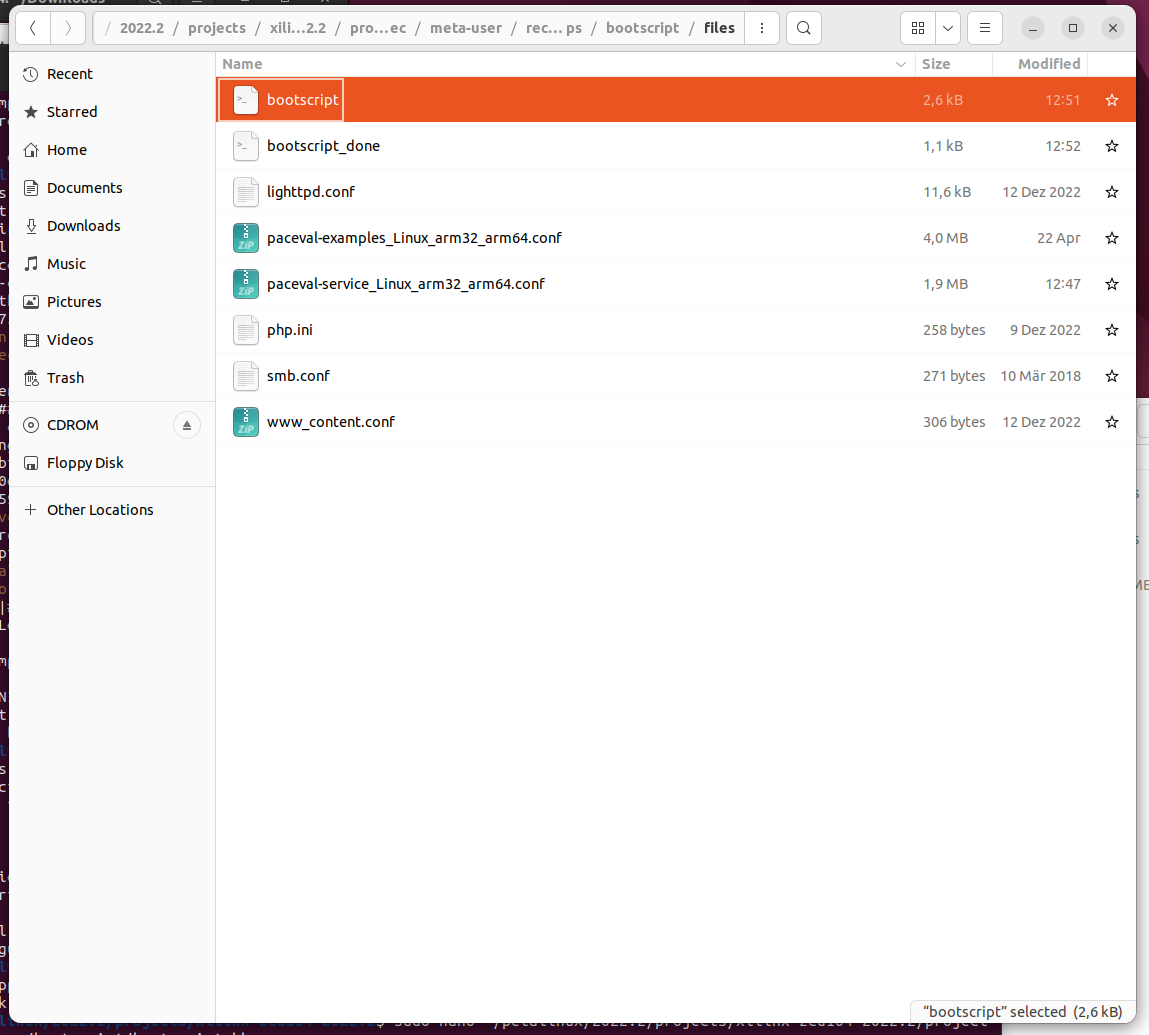 2022.2 / projects / xili…2.2 / pro…ec / meta-user / rec… ps / bootscript / files
Name Size Modified
Recent
Starred
Home
Documents
Downloads
Music
Pictures
Videos
Trash
CDROM
Floppy Disk
Other Locations
bootscript 2,6 kB 12:51
bootscript_done 1,1 kB 12:52
lighttpd.conf 11,6 kB 12 Dez 2022
paceval-examples_Linux_arm32_arm64.conf 4,0 MB 22 Apr
paceval-service_Linux_arm32_arm64.conf 1,9 MB 12:47
php.ini 258 bytes 9 Dez 2022
smb.conf 271 bytes 10 Mär 2018
www_content.conf 306 bytes 12 Dez 2022
“bootscript” selected (2,6 kB)